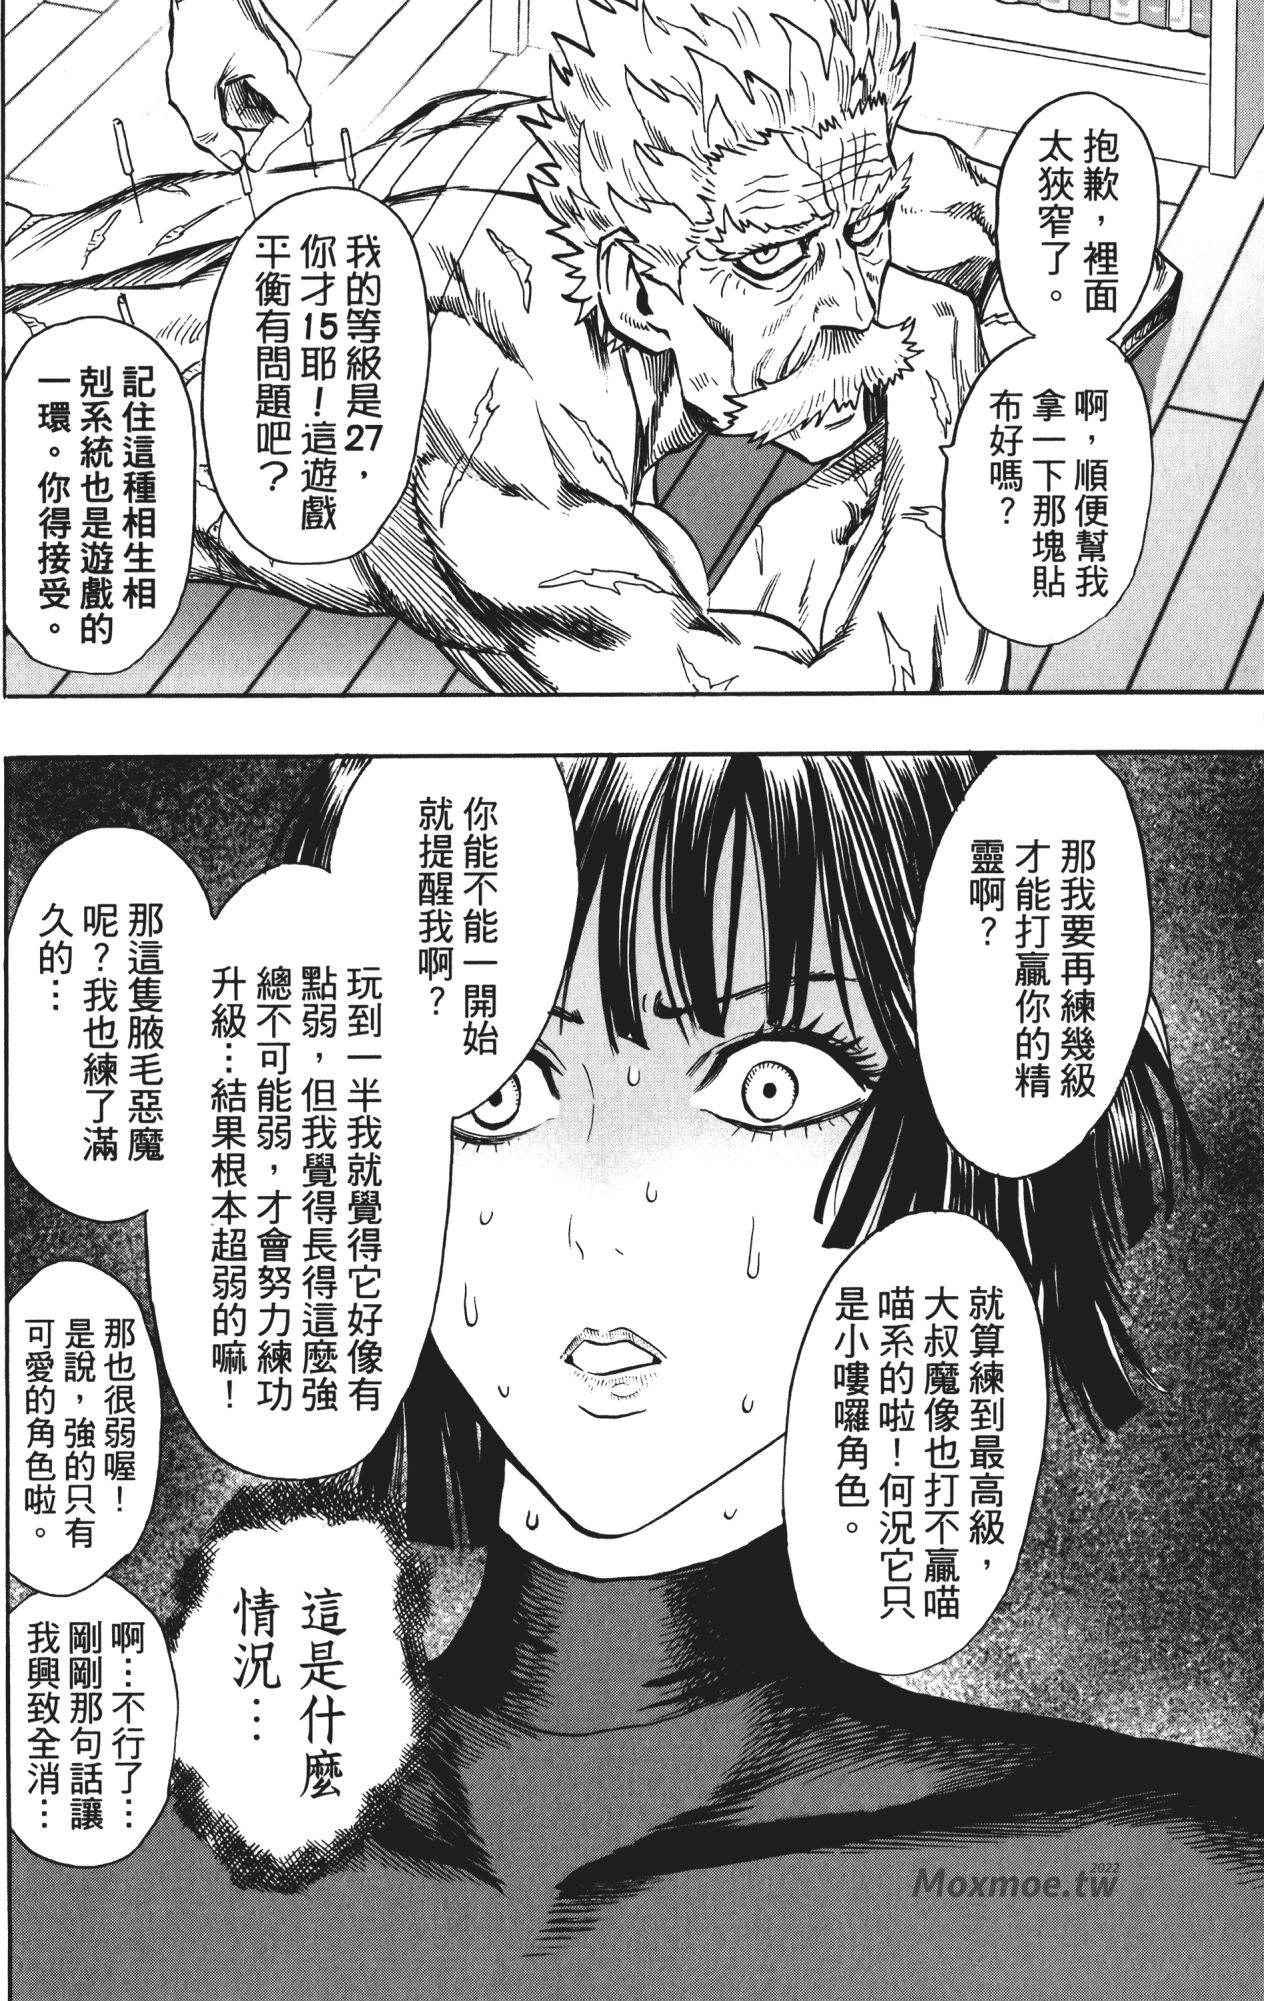 抱歉，裡面
太狹窄了。
啊，順便幫我
拿一下那塊貼
布好嗎？
我的等級是27，
你才15耶！這遊戲
平衡有問題吧？
記住這種相生相
剋系統也是遊戲的
一環。你得接受。
那我要再練幾級
才能打贏你的精
靈啊？
就算練到最高級，
大叔魔像也打不贏喵
喵系的啦！何況它只
是小嘍囉角色。
你能不能一開始
就提醒我啊？
玩到一半我就覺得它好像有
點弱，但我覺得長得這麼強
總不可能弱，才會努力練功
升級…結果根本超弱的嘛！
那這隻腋毛惡魔
呢？我也練了滿
久的…
那也很弱喔！
是說，強的只有
可愛的角色啦。
這是什麼
情況…
啊…不行了…
剛剛那句話讓
我興致全消…
2022
Moxmoe.tw